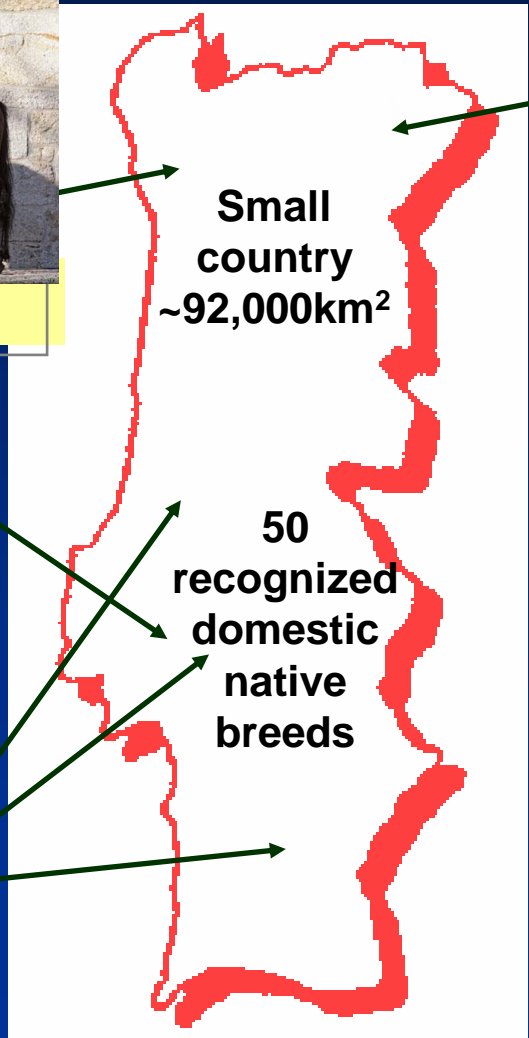 Small
country
~92,000km²
50
recognized
domestic
native
breeds